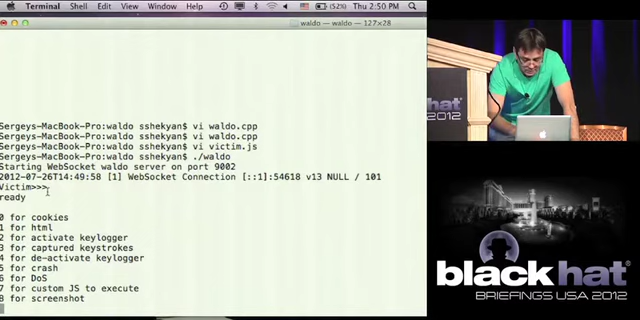 Terminal Shell Edit View Window Help (52%) Thu 2:50 PM
waldo — waldo — 127×28
Sergeys-MacBook-Pro:waldo sshekyan$ vi waldo.cpp
Sergeys-MacBook-Pro:waldo sshekyan$ vi waldo.cpp
Sergeys-MacBook-Pro:waldo sshekyan$ vi victim.js
Sergeys-MacBook-Pro:waldo sshekyan$ ./waldo
Starting WebSocket waldo server on port 9002
2012-07-26T14:49:58 [1] WebSocket Connection [::1]:54618 v13 NULL / 101
Victim>>>
ready
0 for cookies
1 for html
2 for activate keylogger
3 for captured keystrokes
4 for de-activate keylogger
5 for crash
6 for DoS
7 for custom JS to execute
8 for screenshot
hat
2012
black hat
BRIEFINGS USA 2012